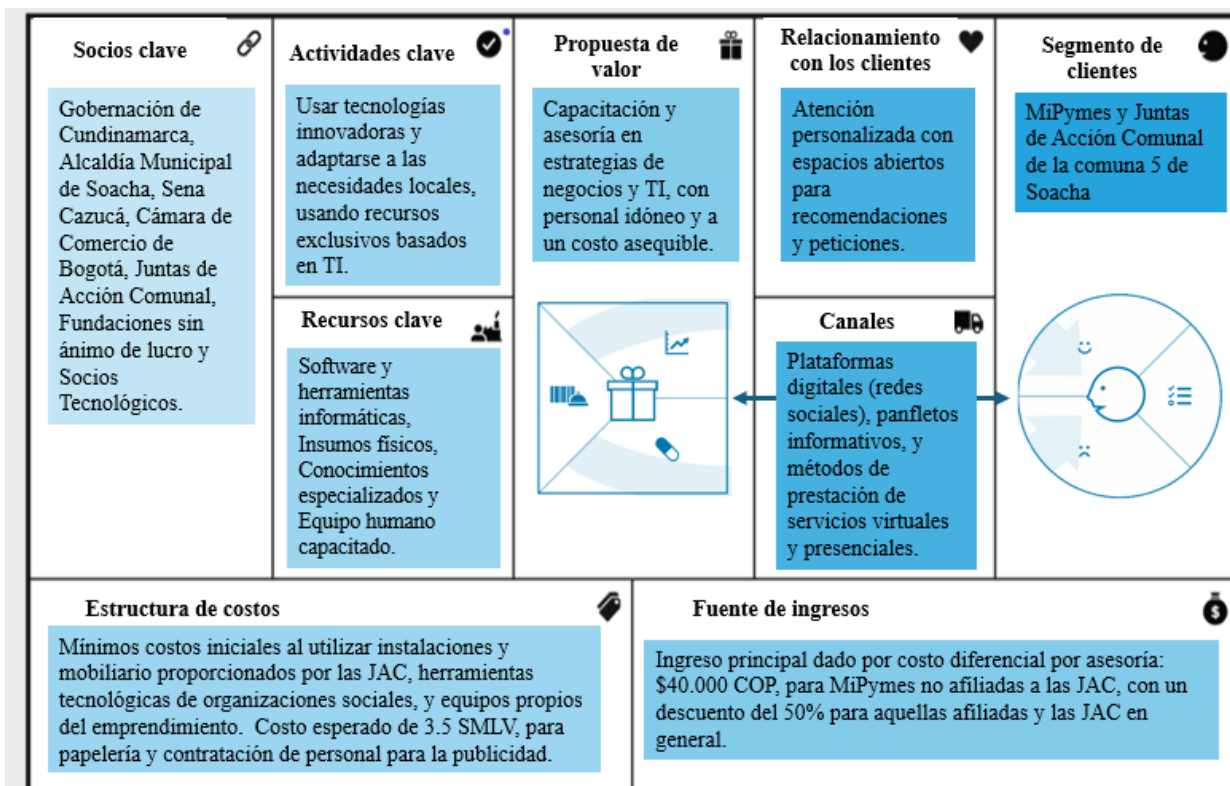 Socios clave
Gobernación de
Cundinamarca,
Alcaldía Municipal
de Soacha, Sena
Cazucá, Cámara de
Comercio de
Bogotá, Juntas de
Acción Comunal,
Fundaciones sin
ánimo de lucro y
Socios
Tecnológicos.
Actividades clave
Usar tecnologías
innovadoras y
adaptarse a las
necesidades locales,
usando recursos
exclusivos basados
en TI.
Recursos clave
Software y
herramientas
informáticas,
Insumos físicos,
Conocimientos
especializados y
Equipo humano
capacitado.
Propuesta de
valor
Capacitación y
asesoría en
estrategias de
negocios y TI, con
personal idóneo y a
un costo asequible.
Relacionamiento
con los clientes
Atención
personalizada con
espacios abiertos
para
recomendaciones
y peticiones.
Canales
Plataformas
digitales (redes
sociales), panfletos
informativos, y
métodos de
prestación de
servicios virtuales
y presenciales.
Segmento de
clientes
MiPymes y Juntas
de Acción Comunal
de la comuna 5 de
Soacha
Estructura de costos
Mínimos costos iniciales al utilizar instalaciones y
mobiliario proporcionados por las JAC, herramientas
tecnológicas de organizaciones sociales, y equipos propios
del emprendimiento. Costo esperado de 3.5 SMLV, para
papelería y contratación de personal para la publicidad.
Fuente de ingresos
$
Ingreso principal dado por costo diferencial por asesoría:
$40.000 COP, para MiPymes no afiliadas a las JAC, con un
descuento del 50% para aquellas afiliadas y las JAC en
general.